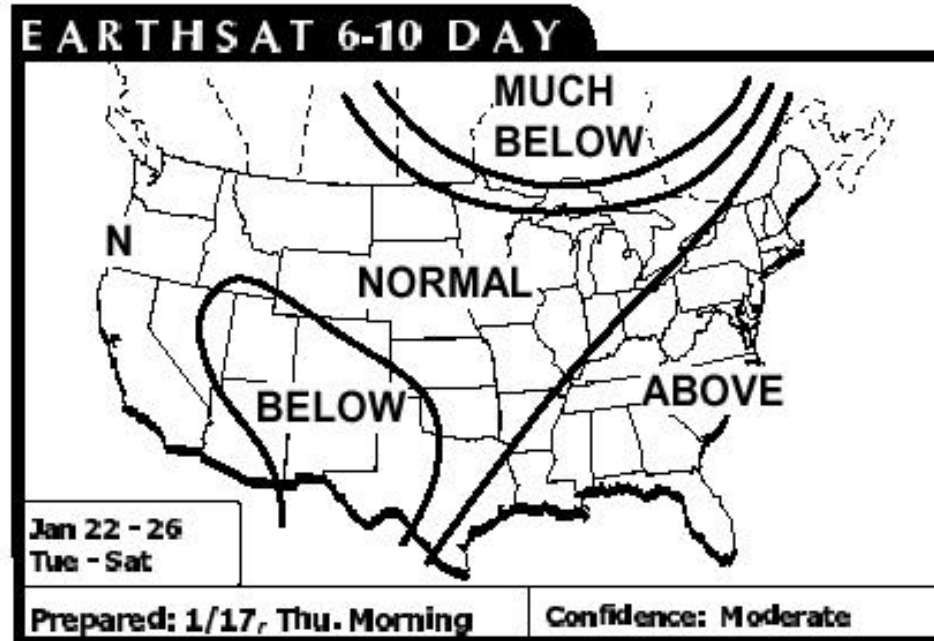 EARTHSAT 6-10 DAY
MUCH
BELOW
N
NORMAL
BELOW
ABOVE
Jan 22 - 26
Tue - Sat
Prepared: 1/17, Thu. Morning
Confidence: Moderate